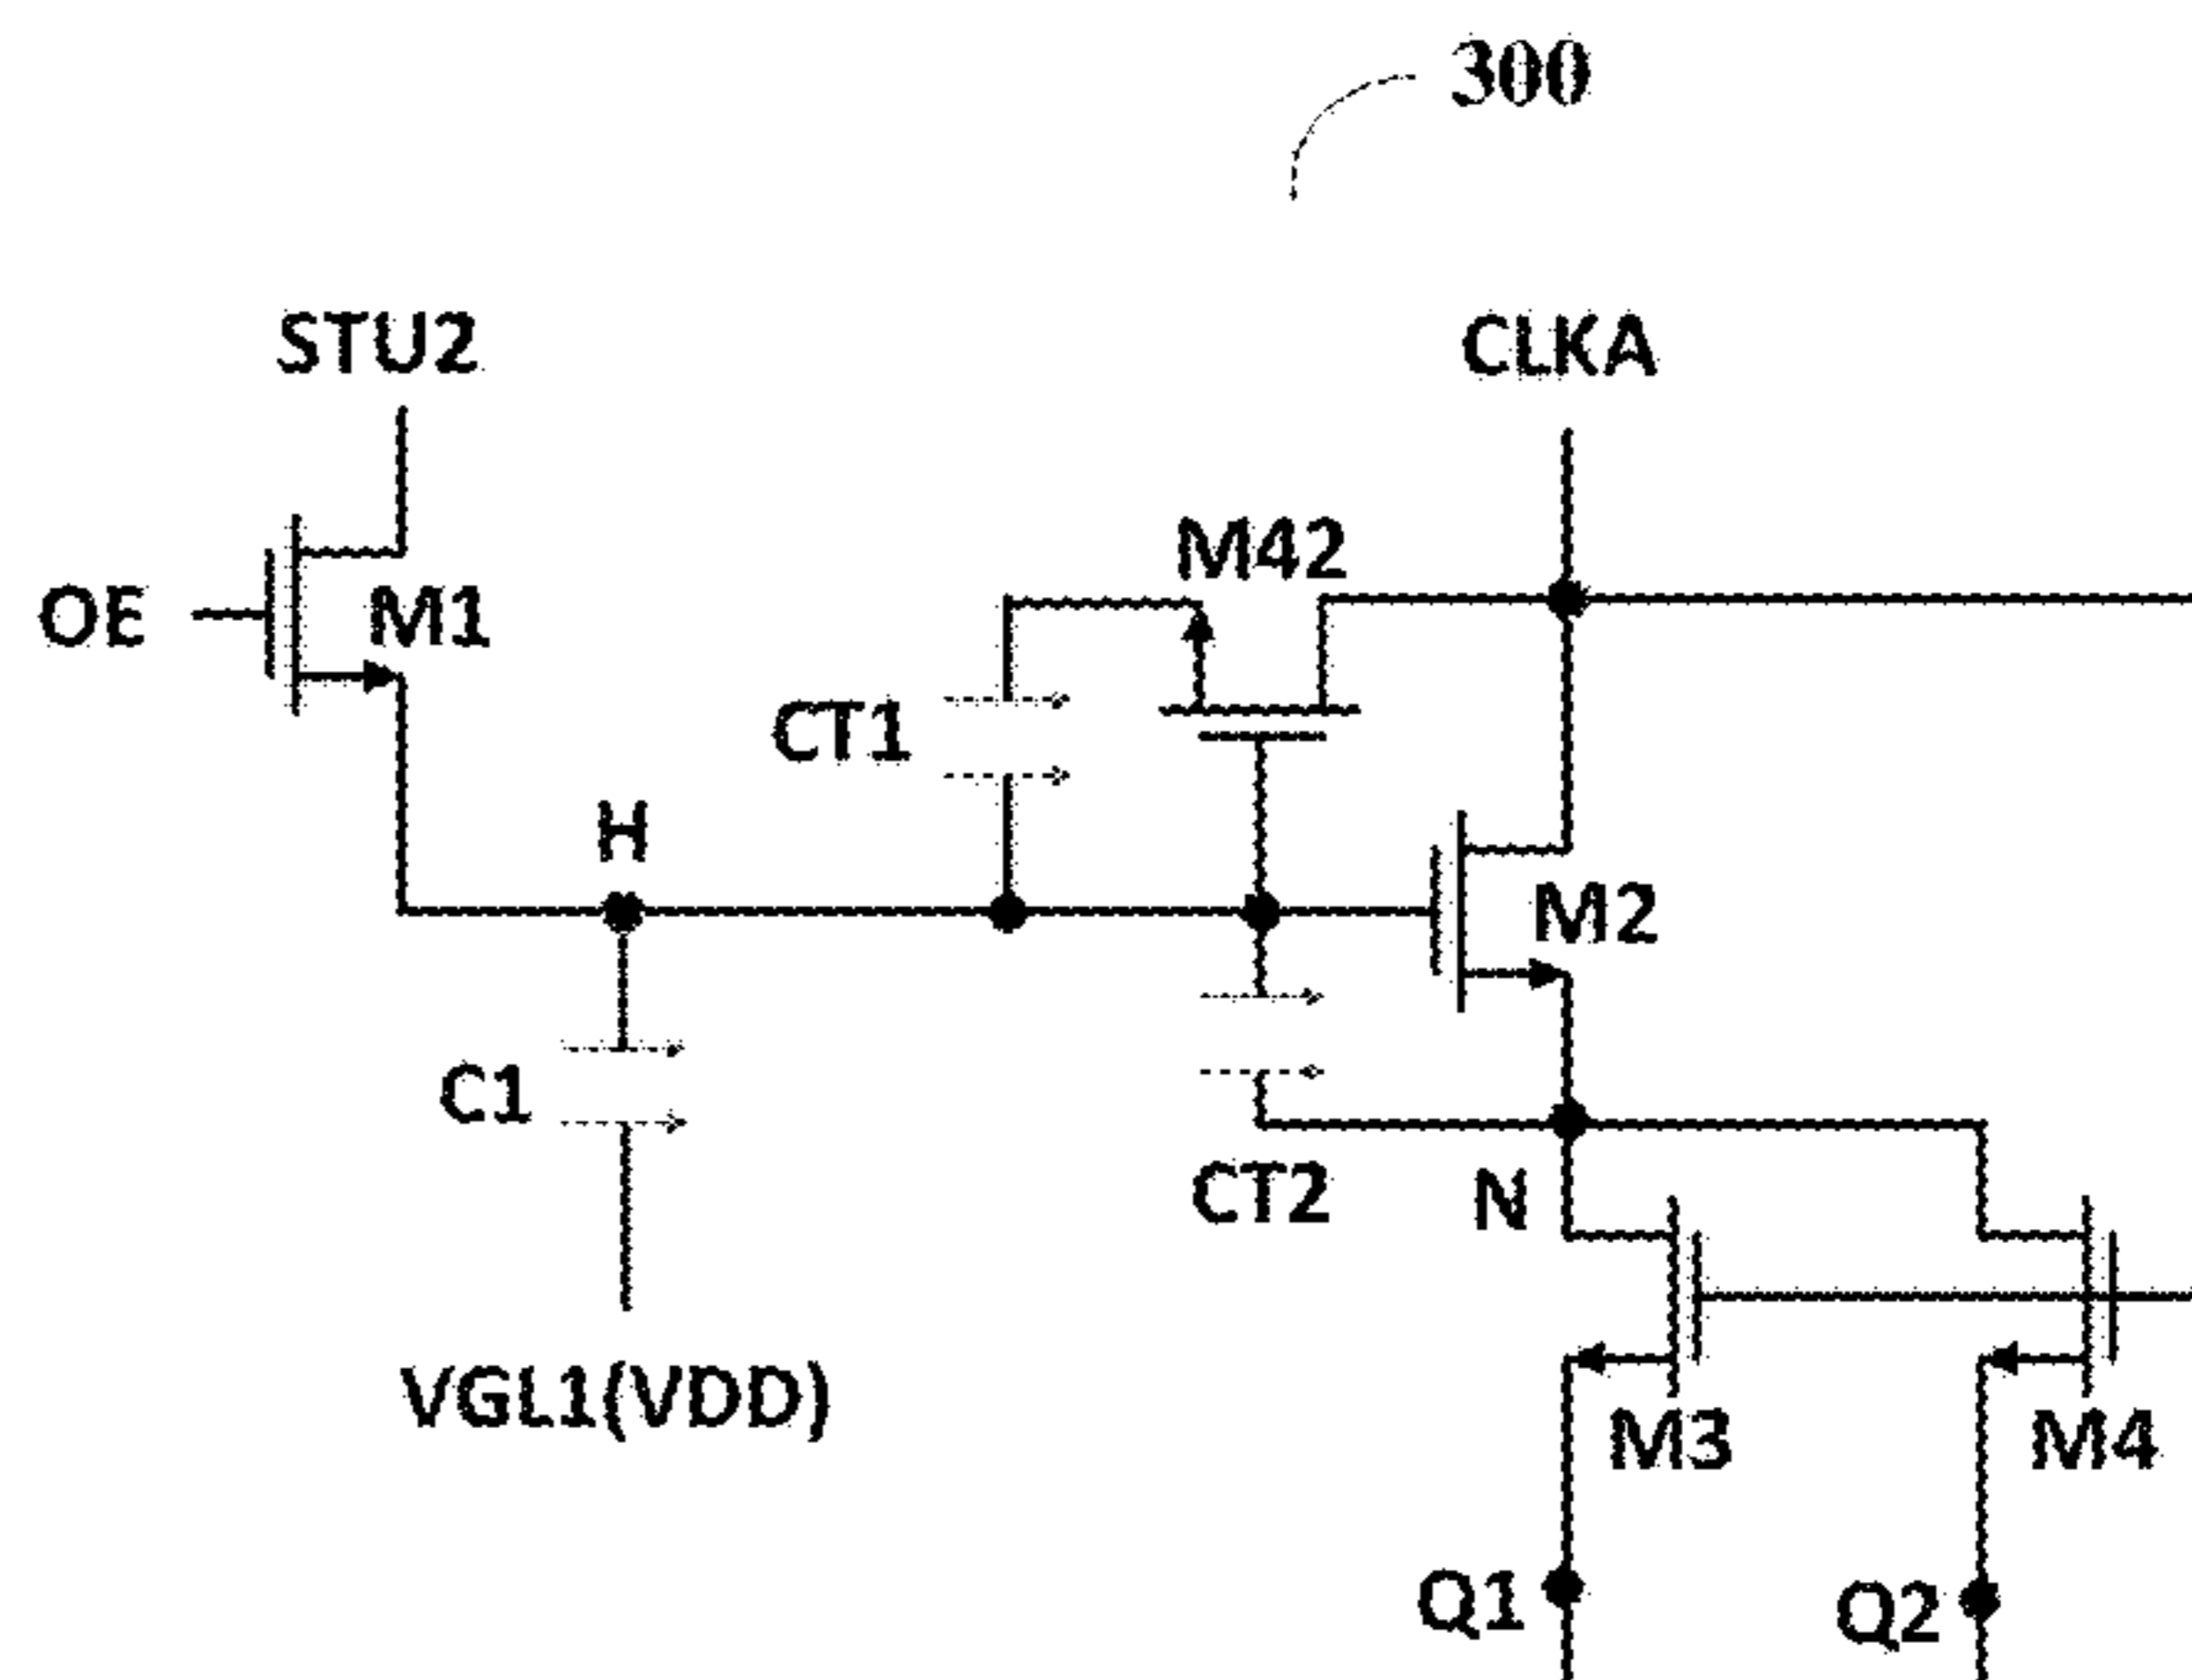 300
STU2
CLKA
M42
OE
M1
CT1
H
M2
C1
CT2
N
VGL1(VDD)
M3
M4
Q1
Q2